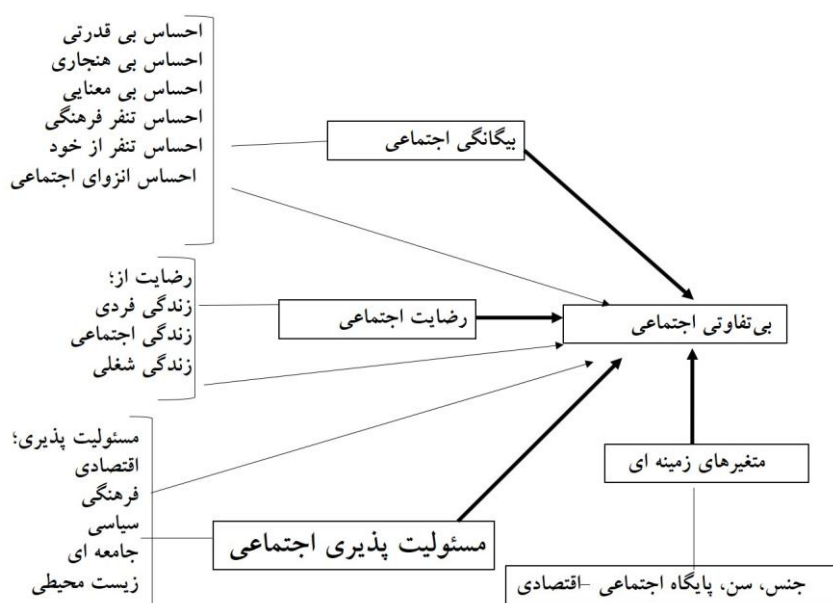 احساس بی قدرتی
احساس بی هنجاری
احساس بی معنایی
احساس تنفر فرهنگی
احساس تنفر از خود
احساس انزوای اجتماعی
بیگانگی اجتماعی
رضایت از؛
زندگی فردی
زندگی اجتماعی
زندگی شغلی
رضایت اجتماعی
بی‌تفاوتی اجتماعی
مسئولیت پذیری؛
اقتصادی
فرهنگی
سیاسی
جامعه ای
زیست محیطی
مسئولیت پذیری اجتماعی
متغیرهای زمینه ای
جنس، سن، پایگاه اجتماعی –اقتصادی